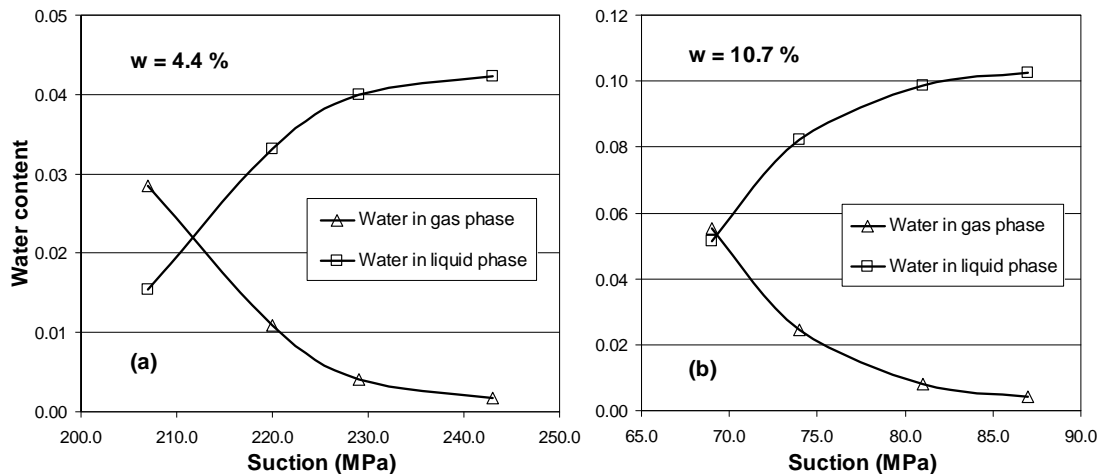 w = 4.4 %
Water content
0.05
0.04
0.03
0.02
0.01
0.00
Water in gas phase
Water in liquid phase
(a)
200.0 210.0 220.0 230.0 240.0 250.0
Suction (MPa)
w = 10.7 %
0.12
0.10
0.08
0.06
0.04
0.02
0.00
Water in gas phase
Water in liquid phase
(b)
65.0 70.0 75.0 80.0 85.0 90.0
Suction (MPa)